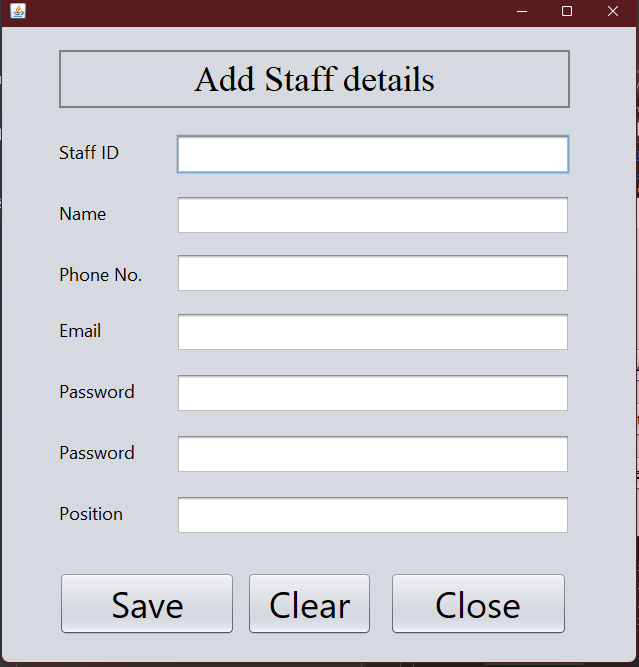 Add Staff details
Staff ID
Name
Phone No.
Email
Password
Password
Position
Save Clear Close